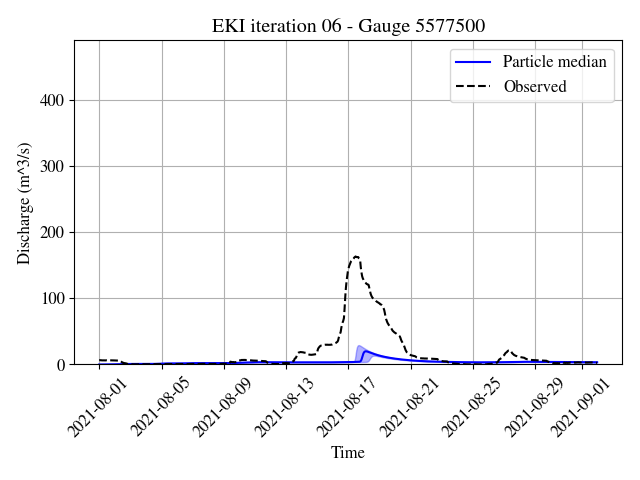 EKI iteration 06 - Gauge 5577500
Particle median
Observed
Discharge (m^3/s)
400
300
200
100
0
2021-08-01
2021-08-05
2021-08-09
2021-08-13
2021-08-17
2021-08-21
2021-08-25
2021-08-29
2021-09-01
Time